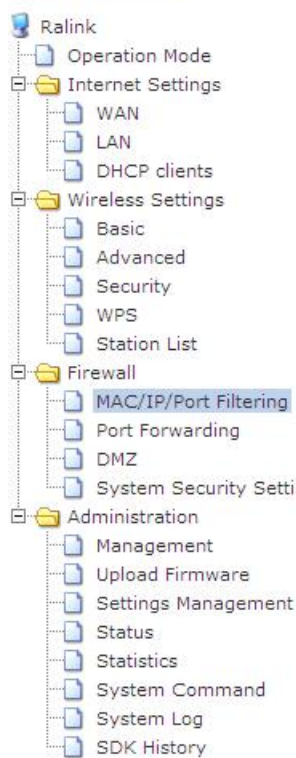 Ralink
Operation Mode
Internet Settings
WAN
LAN
DHCP clients
Wireless Settings
Basic
Advanced
Security
WPS
Station List
Firewall
MAC/IP/Port Filtering
Port Forwarding
DMZ
System Security Setti
Administration
Management
Upload Firmware
Settings Management
Status
Statistics
System Command
System Log
SDK History